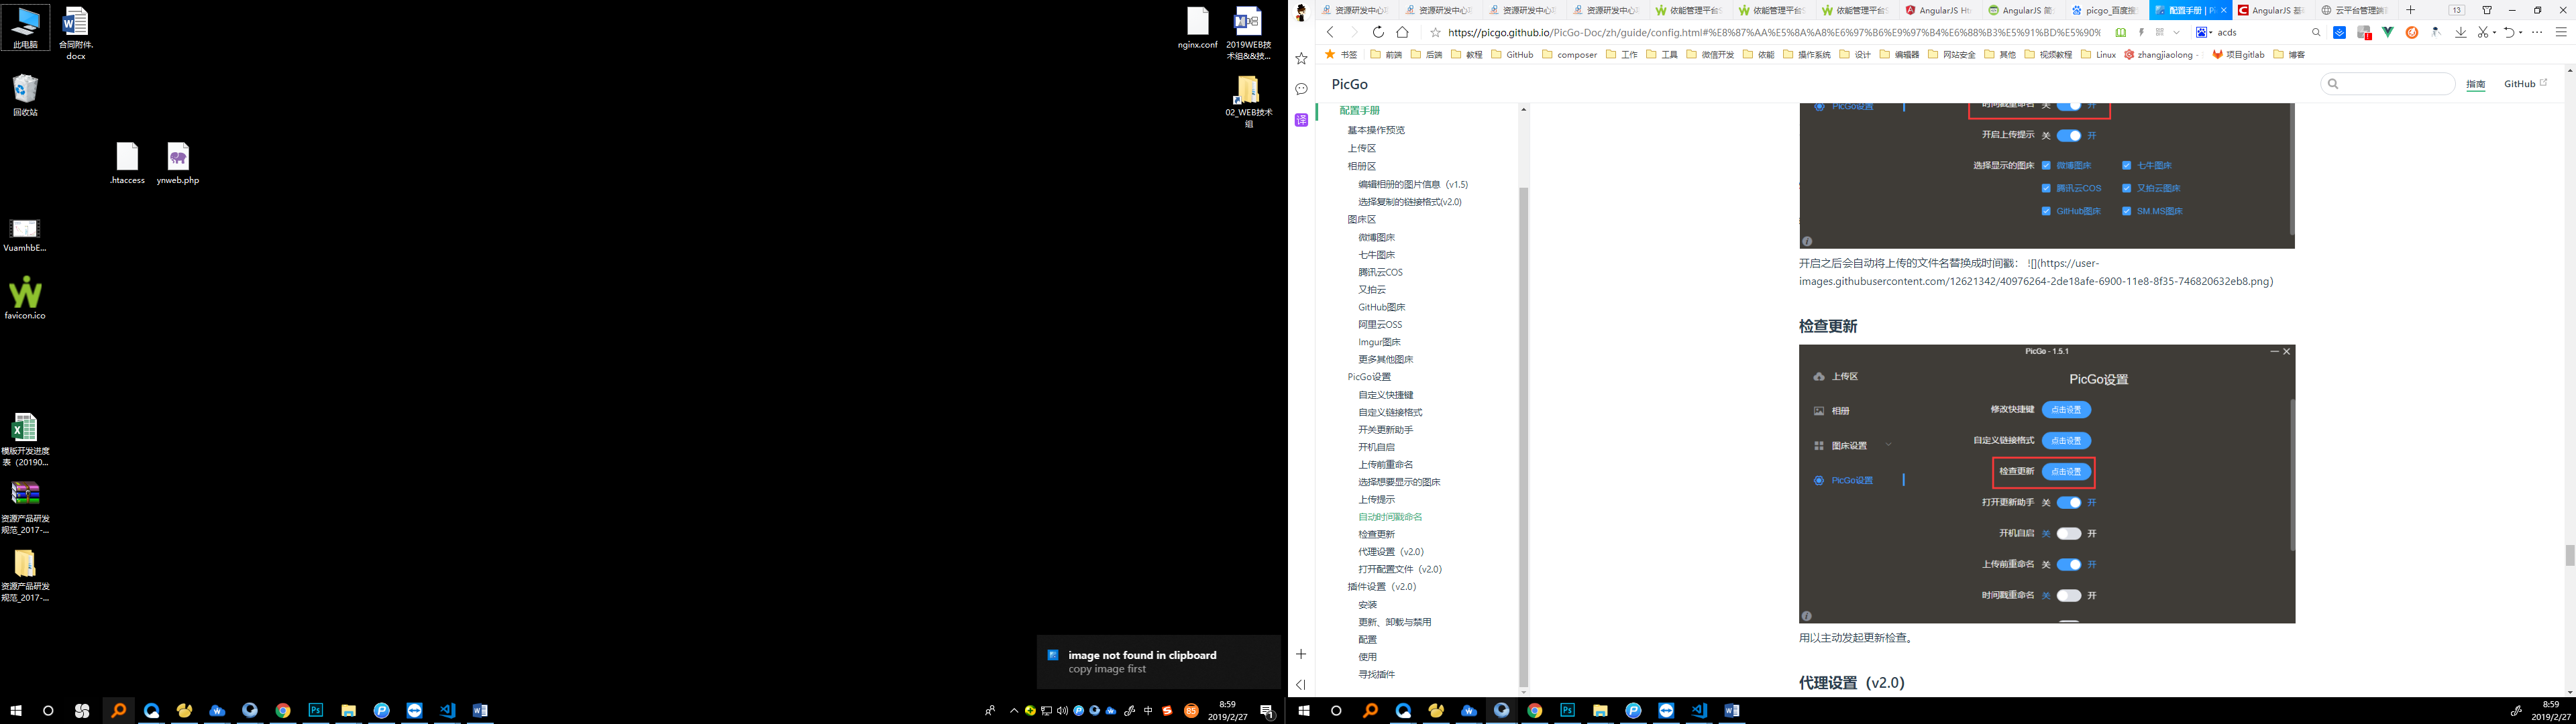 此电脑
合同附件.
docx
回收站
.htaccess
ynweb.php
VuamhbE...
favicon.ico
模版开发进度
表（20190...
资源产品研发
规范_2017-...
资源产品研发
规范_2017-...
nginx.conf
2019WEB技
术组&&技...
02_WEB技术
组
image not found in clipboard
copy image first
8:59
2019/2/27
85
中
1
资源研发中心
资源研发中心
资源研发中心
资源研发中心
依能管理平台
依能管理平台
依能管理平台
AngularJS Ht
AngularJS 简
picgo_百度搜
配置手册 | Pi
AngularJS 基
云平台管理端
13
https://picgo.github.io/PicGo-Doc/zh/guide/config.html#%E8%87%AA%E5%8A%A8%E6%97%B6%E9%97%B4%E6%88%B3%E5%91%BD%E5%90%
acds
书签
前端
后端
教程
GitHub
composer
工作
工具
微信开发
依能
操作系统
设计
编辑器
网站安全
其他
视频教程
Linux
zhangjiaolong -
项目gitlab
博客
译
PicGo
指南
GitHub
配置手册
基本操作预览
上传区
相册区
编辑相册的图片信息（v1.5)
选择复制的链接格式(v2.0)
图床区
微博图床
七牛图床
腾讯云COS
又拍云
GitHub图床
阿里云OSS
Imgur图床
更多其他图床
PicGo设置
自定义快捷键
自定义链接格式
开关更新助手
开机自启
上传前重命名
选择想要显示的图床
上传提示
自动时间戳命名
检查更新
代理设置（v2.0）
打开配置文件（v2.0）
插件设置（v2.0）
安装
更新、卸载与禁用
配置
使用
寻找插件
PicGo设置
时间戳重命名 关 开
开启上传提示 关 开
选择显示的图床 微博图床 七牛图床
腾讯云COS 又拍云图床
GitHub图床 SM.MS图床
开启之后会自动将上传的文件名替换成时间戳： ![](https://user-
images.githubusercontent.com/12621342/40976264-2de18afe-6900-11e8-8f35-746820632eb8.png)
检查更新
PicGo - 1.5.1
上传区
相册
图床设置
PicGo设置
PicGo设置
修改快捷键 点击设置
自定义链接格式 点击设置
检查更新 点击设置
打开更新助手 关 开
开机自启 关 开
上传前重命名 关 开
时间戳重命名 关 开
用以主动发起更新检查。
代理设置（v2.0）
8:59
2019/2/27